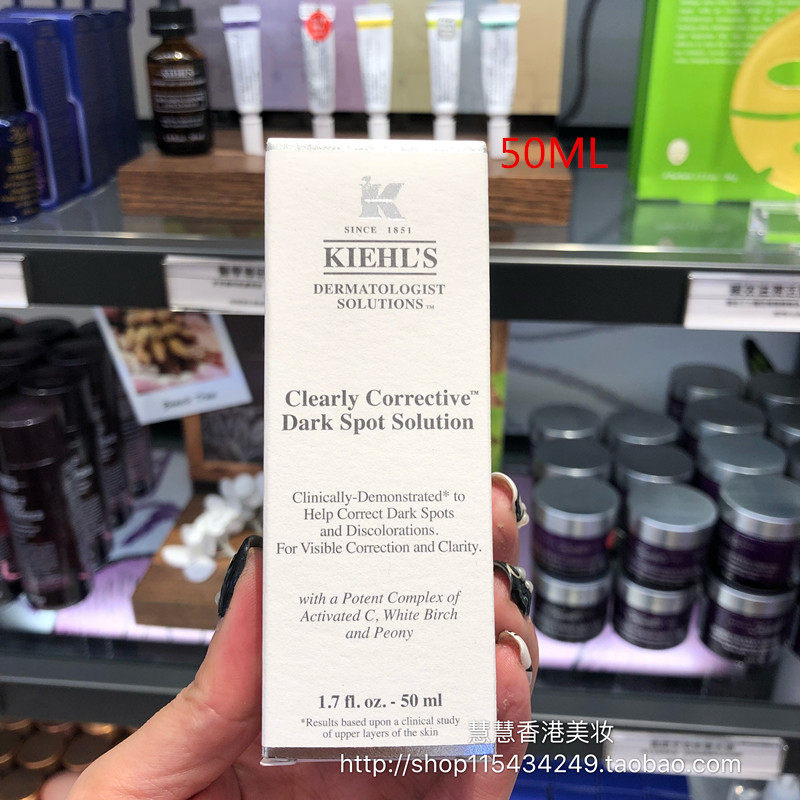 KIEHL'S
50ML
K
SINCE 1851
KIEHL'S
DERMATOLOGIST
SOLUTIONS™
Clearly Corrective™
Dark Spot Solution
Clinically-Demonstrated* to
Help Correct Dark Spots
and Discolorations.
For Visible Correction and Clarity.
with a Potent Complex of
Activated C, White Birch
and Peony
1.7 fl. oz. - 50 ml
*Results based upon a clinical study
of upper layers of the skin
慧慧香港美妆
http://shop115434249.taobao.com